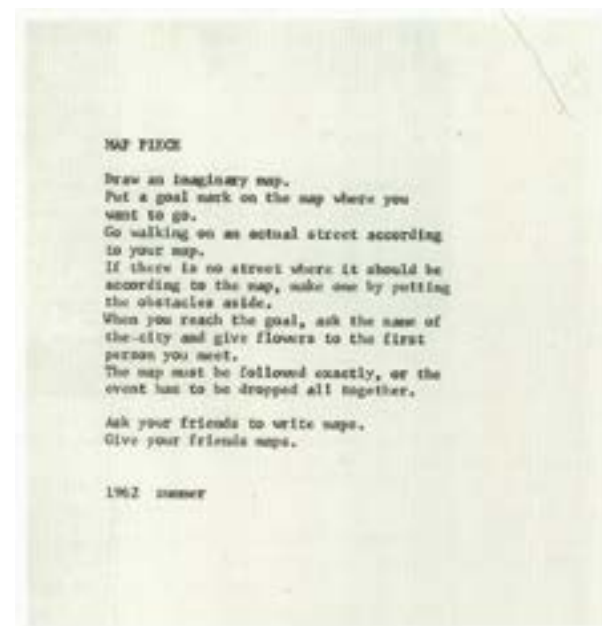 MAP PIECE
Draw an imaginary map.
Put a goal mark on the map where you
want to go.
Go walking on an actual street according
to your map.
If there is no street where it should be
according to the map, make one by putting
the obstacles aside.
When you reach the goal, ask the name of
the city and give flowers to the first
person you meet.
The map must be followed exactly, or the
event has to be dropped all together.
Ask your friends to write maps.
Give your friends maps.
1962 summer